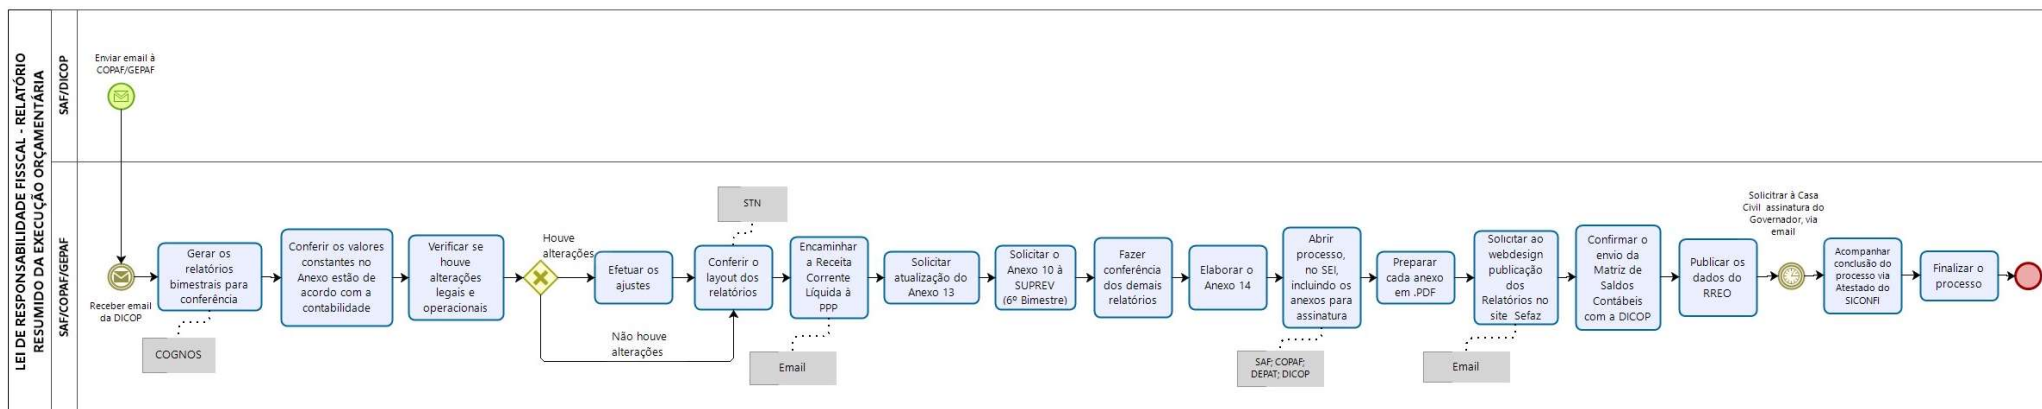 LEI DE RESPONSABILIDADE FISCAL - RELATÓRIO
RESUMIDO DA EXECUÇÃO ORÇAMENTÁRIA
SAF/DICOP
Enviar email à
COPAF/GEPAF
SAF/COPAF/GEPAF
Receber email
da DICOP
Gerar os
relatórios
bimestrais para
conferência
COGNOS
Conferir os valores
constantes no
Anexo estão de
acordo com a
contabilidade
Verificar se
houve
alterações
legais e
operacionais
Houve
alterações
Não houve
alterações
Efetuar os
ajustes
STN
Conferir o
layout dos
relatórios
Encaminhar
a Receita
Corrente
Líquida à
PPP
Email
Solicitar
atualização do
Anexo 13
Solicitar o
Anexo 10 à
SUPREV
(6º Bimestre)
Fazer
conferência
dos demais
relatórios
Elaborar o
Anexo 14
Abrir
processo,
no SEI,
incluindo os
anexos para
assinatura
SAF; COPAF;
DEPAT; DICOP
Preparar
cada anexo
em .PDF
Solicitar ao
webdesign
publicação
dos
Relatórios no
site Sefaz
Email
Confirmar o
envio da
Matriz de
Saldos
Contábeis
com a DICOP
Publicar os
dados do
RREO
Solicitrar à Casa
Civil assinatura do
Governador, via
email
Acompanhar
conclusão do
processo via
Atestado do
SICONFI
Finalizar o
processo